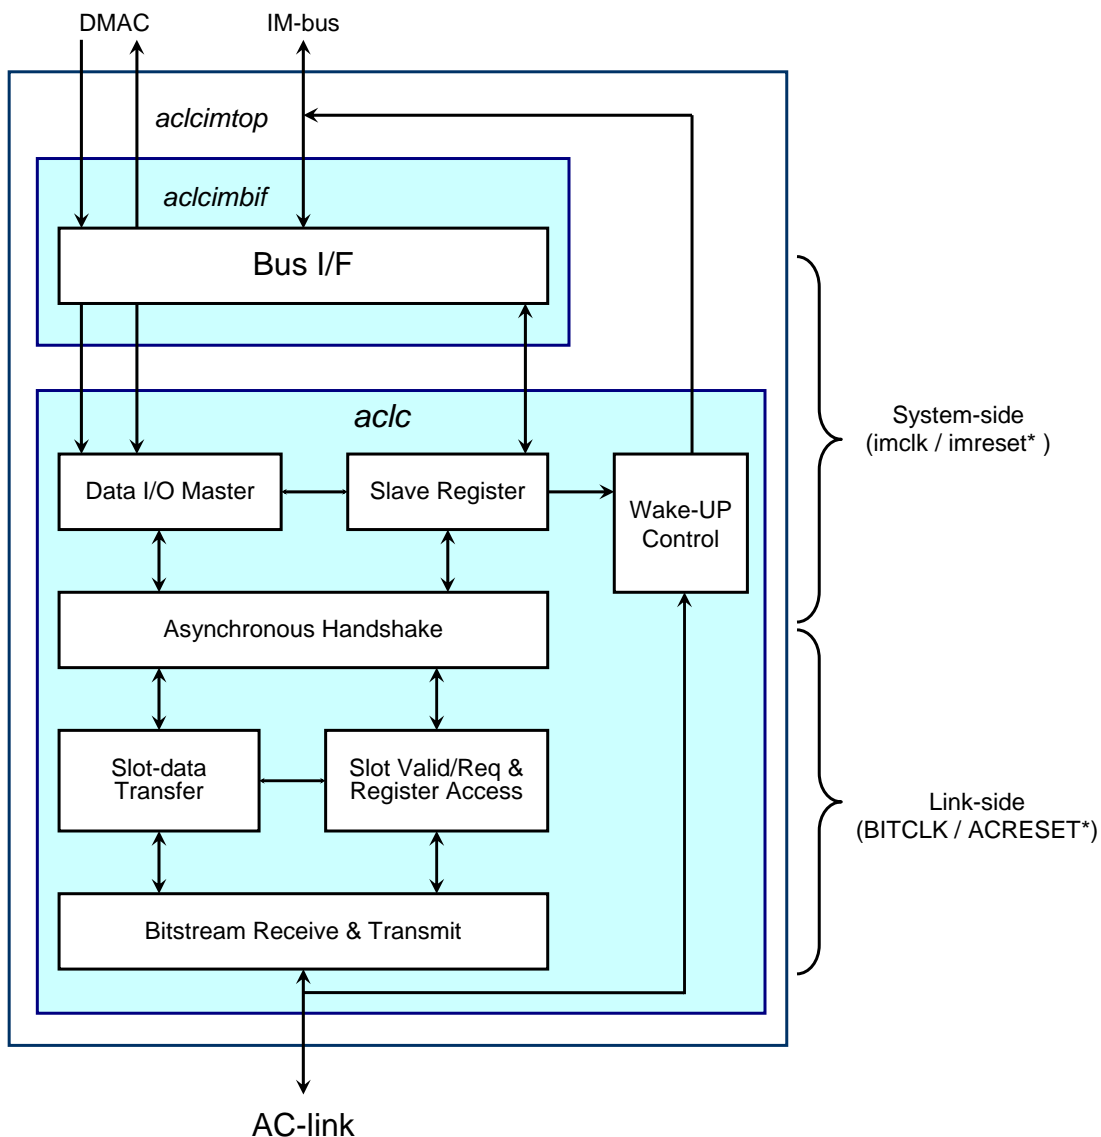 DMAC
IM-bus
aclcimtop
aclcimbif
Bus I/F
aclc
System-side
(imclk / imreset* )
Data I/O Master
Slave Register
Wake-UP
Control
Asynchronous Handshake
Slot-data
Transfer
Slot Valid/Req &
Register Access
Link-side
(BITCLK / ACRESET*)
Bitstream Receive & Transmit
AC-link